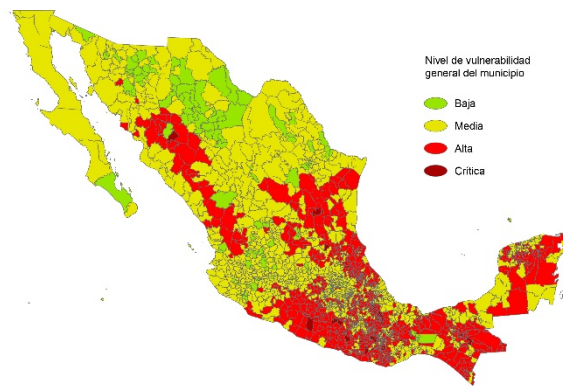 Nivel de vulnerabilidad
general del municipio
Baja
Media
Alta
Crítica